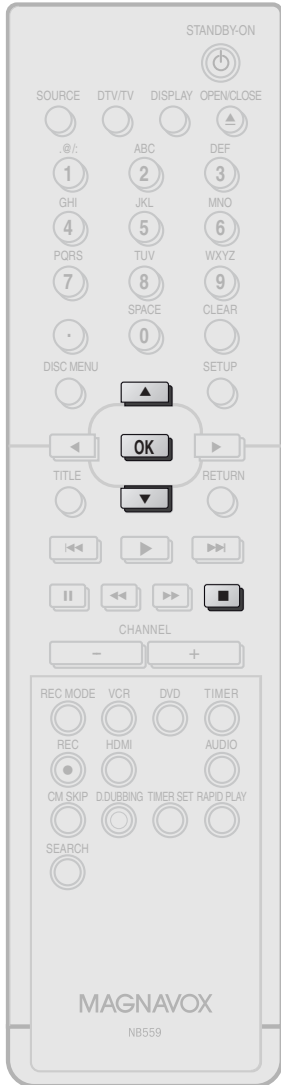 STANDBY-ON
SOURCE DTV/TV DISPLAY OPEN/CLOSE
.@/: ABC DEF
1 2 3
GHI JKL MNO
4 5 6
PQRS TUV WXYZ
7 8 9
SPACE CLEAR
. 0
DISC MENU SETUP
OK
TITLE RETURN
CHANNEL
– +
REC MODE VCR DVD TIMER
REC HDMI AUDIO
CM SKIP D.DUBBING TIMER SET RAPID PLAY
SEARCH
MAGNAVOX
NB559